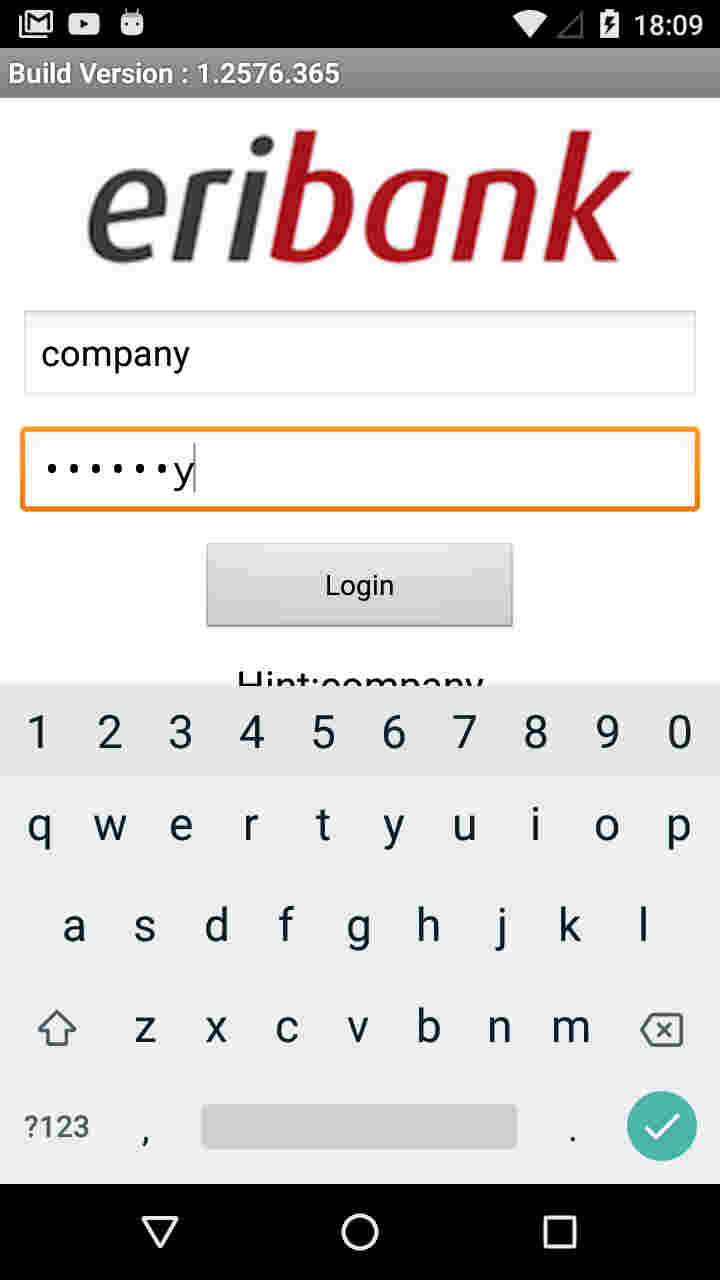 18:09
Build Version : 1.2576.365
eribank
company
••••••y
Login
Hint:company
1 2 3 4 5 6 7 8 9 0
q w e r t y u i o p
a s d f g h j k l
z x c v b n m
?123 , .